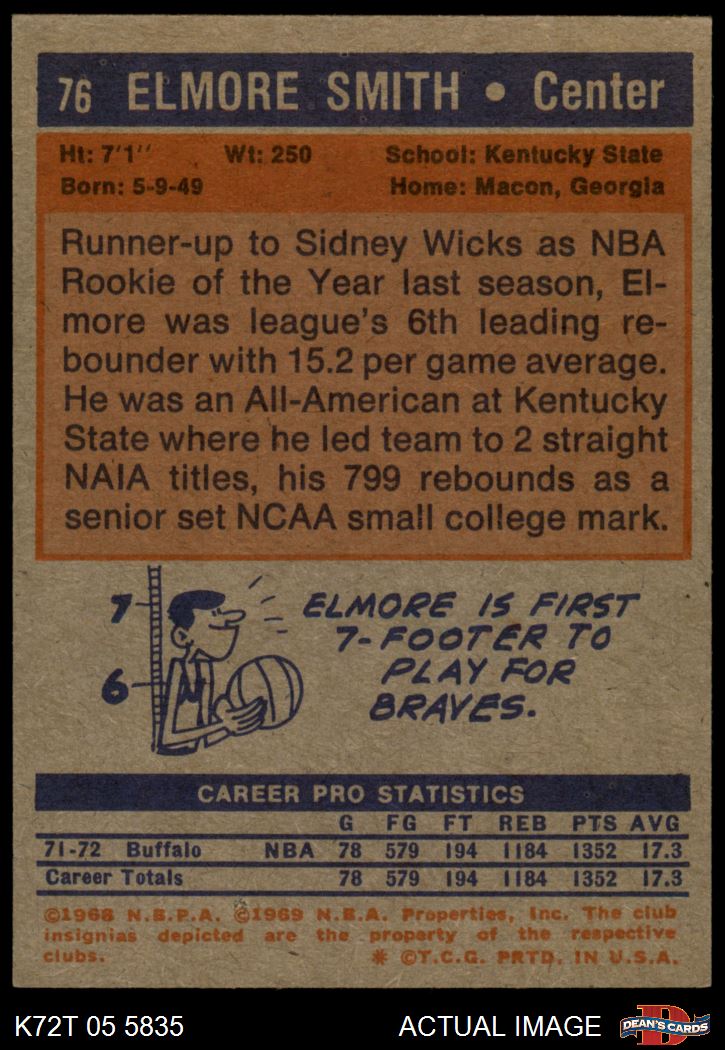 76 ELMORE SMITH • Center
Ht: 7'1'' Wt: 250 School: Kentucky State
Born: 5-9-49 Home: Macon, Georgia
Runner-up to Sidney Wicks as NBA
Rookie of the Year last season, El-
more was league's 6th leading re-
bounder with 15.2 per game average.
He was an All-American at Kentucky
State where he led team to 2 straight
NAIA titles, his 799 rebounds as a
senior set NCAA small college mark.
7
6
ELMORE IS FIRST
7-FOOTER TO
PLAY FOR
BRAVES.
CAREER PRO STATISTICS
G FG FT REB PTS AVG
71-72 Buffalo NBA 78 579 194 1184 1352 17.3
Career Totals 78 579 194 1184 1352 17.3
©1968 N.B.P.A. ©1969 N.B.A. Properties, Inc. The club
insignias depicted are the property of the respective
clubs. * ©T.C.G. PRTD. IN U.S.A.
K72T 05 5835 ACTUAL IMAGE D DEAN'S CARDS